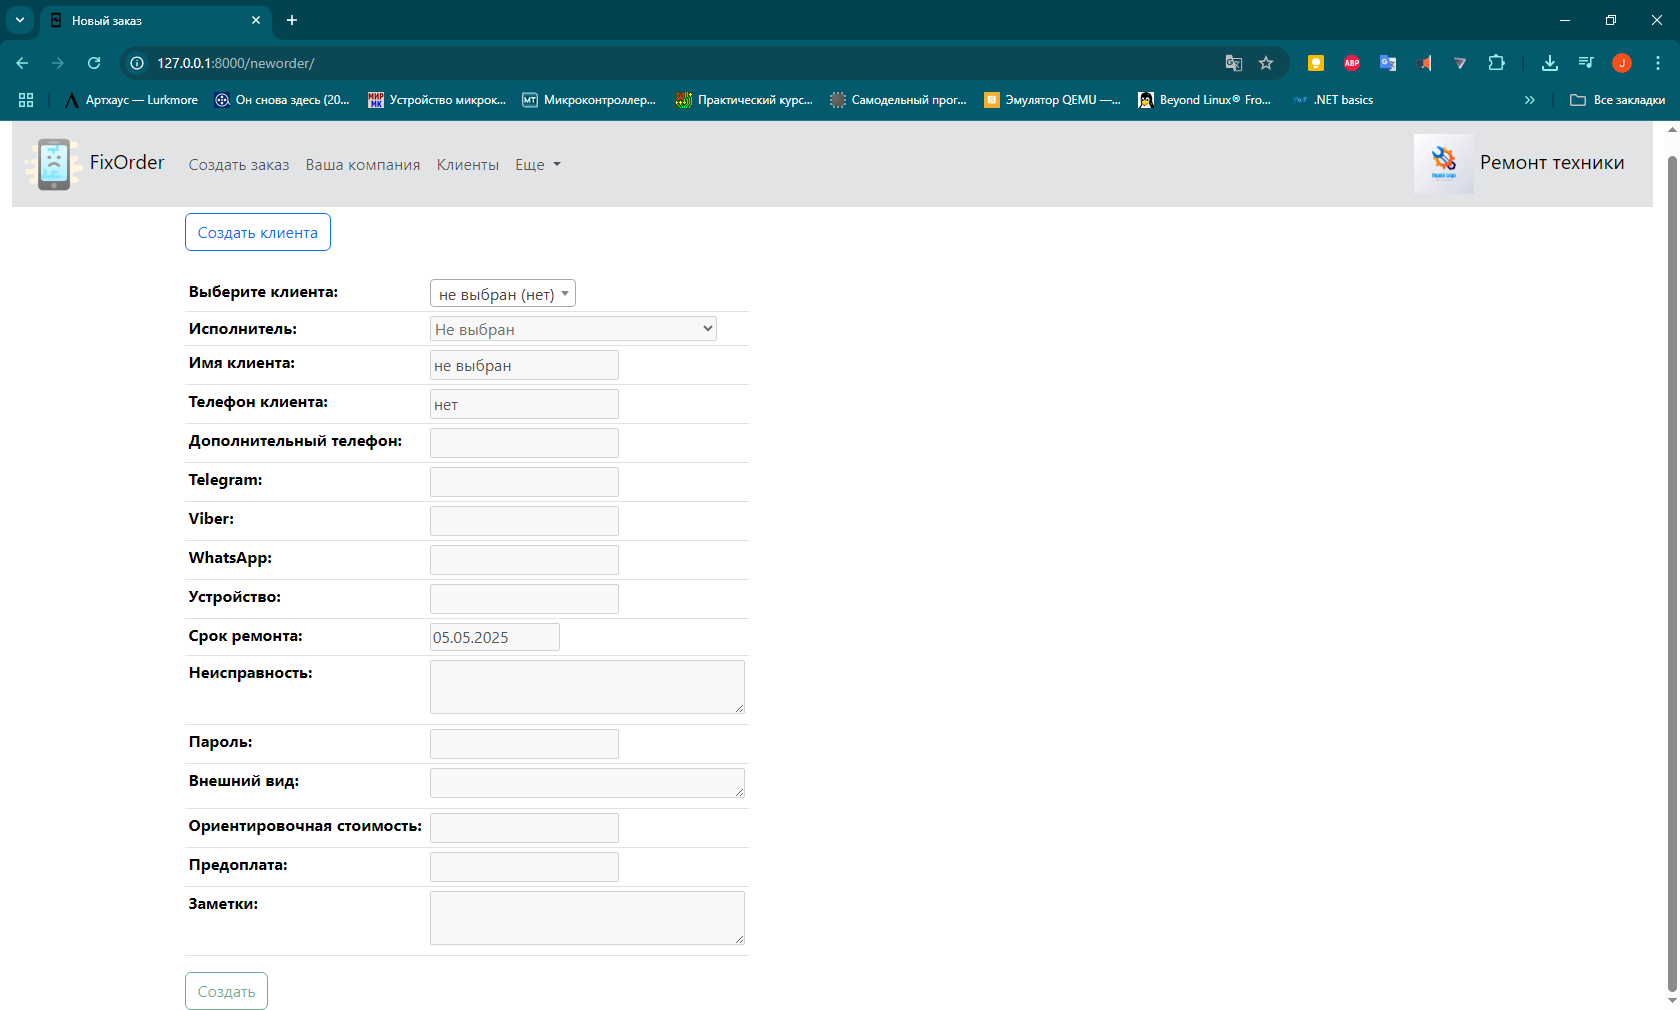 Новый заказ
127.0.0.1:8000/neworder/
ABP
J
Артхаус — Lurkmore
Он снова здесь (20...
МИР МК
Устройство микрок...
MT
Микроконтроллер...
Практический курс...
Самодельный прог...
Эмулятор QEMU —...
Beyond Linux® Fro...
.NET basics
Все закладки
FixOrder
Создать заказ
Ваша компания
Клиенты
Еще
Ремонт техники
Создать клиента
Выберите клиента: не выбран (нет)
Исполнитель: Не выбран
Имя клиента: не выбран
Телефон клиента: нет
Дополнительный телефон:
Telegram:
Viber:
WhatsApp:
Устройство:
Срок ремонта: 05.05.2025
Неисправность:
Пароль:
Внешний вид:
Ориентировочная стоимость:
Предоплата:
Заметки:
Создать